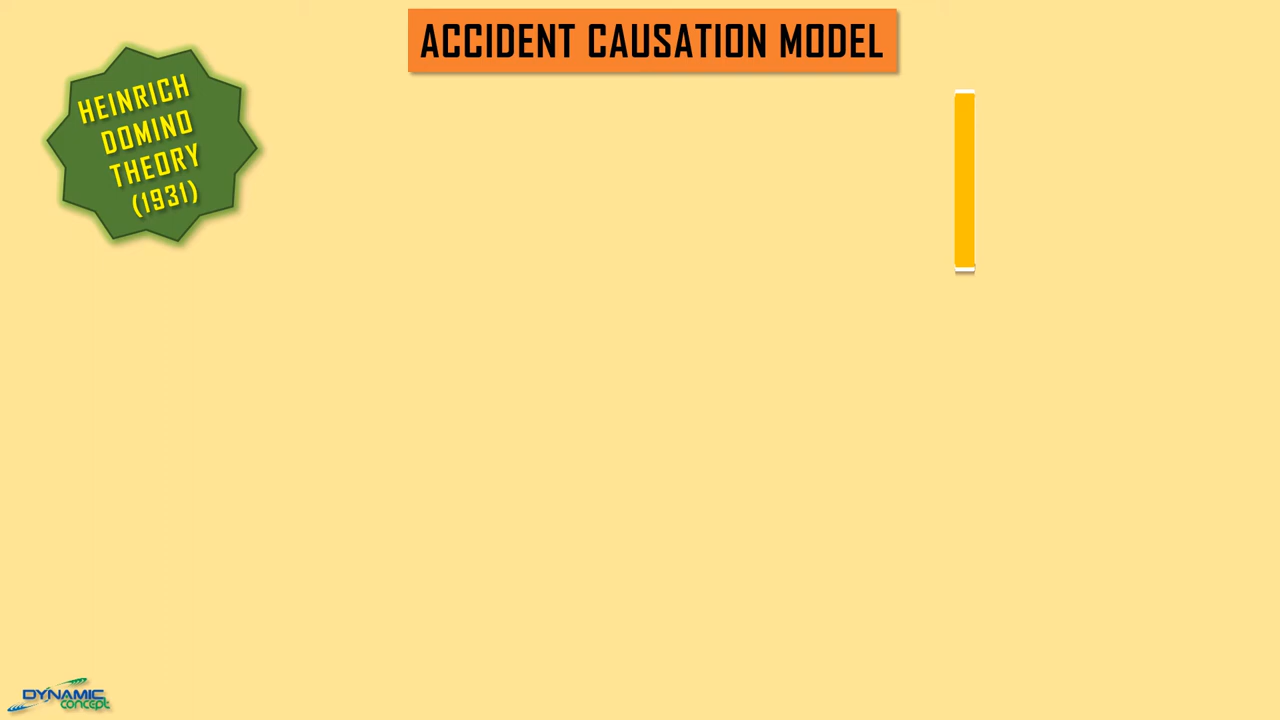 ACCIDENT CAUSATION MODEL
HEINRICH
DOMINO
THEORY
(1931)
DYNAMIC
concept